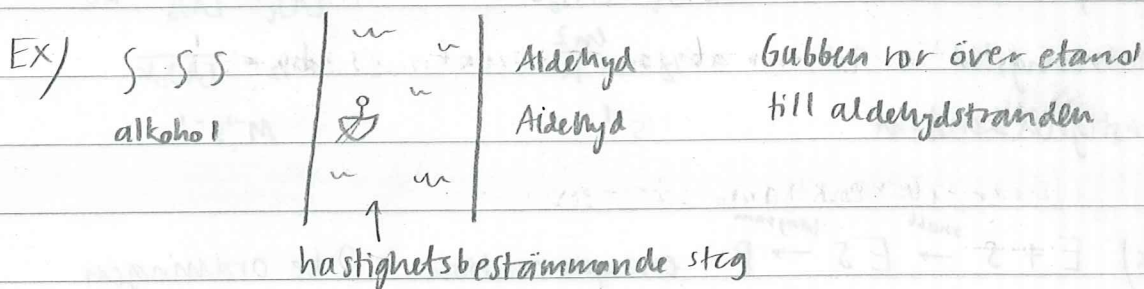 Ex) S S S
alkohol
Aldehyd
Aldehyd
Gubben ror över etanol
till aldehydstranden
hastighetsbestämmande steg